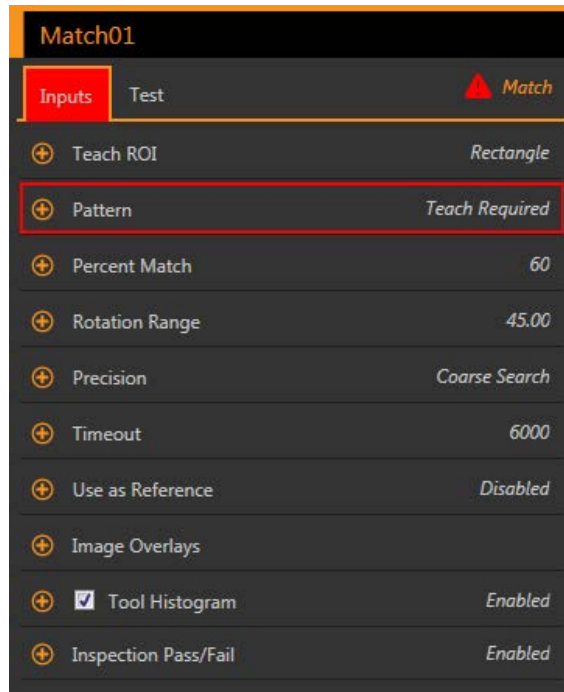 Match01
Inputs Test Match
Teach ROI Rectangle
Pattern Teach Required
Percent Match 60
Rotation Range 45.00
Precision Coarse Search
Timeout 6000
Use as Reference Disabled
Image Overlays
Tool Histogram Enabled
Inspection Pass/Fail Enabled